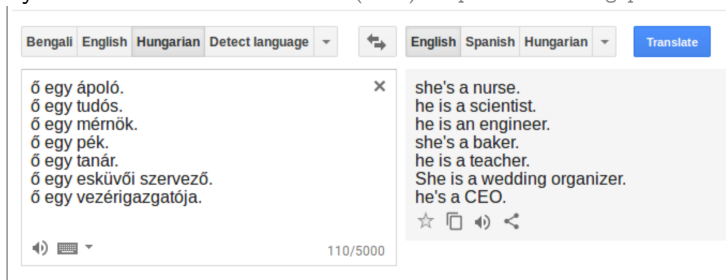 Bengali English Hungarian Detect language
English Spanish Hungarian
Translate
ő egy ápoló.
ő egy tudós.
ő egy mérnök.
ő egy pék.
ő egy tanár.
ő egy esküvői szervező.
ő egy vezérigazgatója.
110/5000
she's a nurse.
he is a scientist.
he is an engineer.
she's a baker.
he is a teacher.
She is a wedding organizer.
he's a CEO.